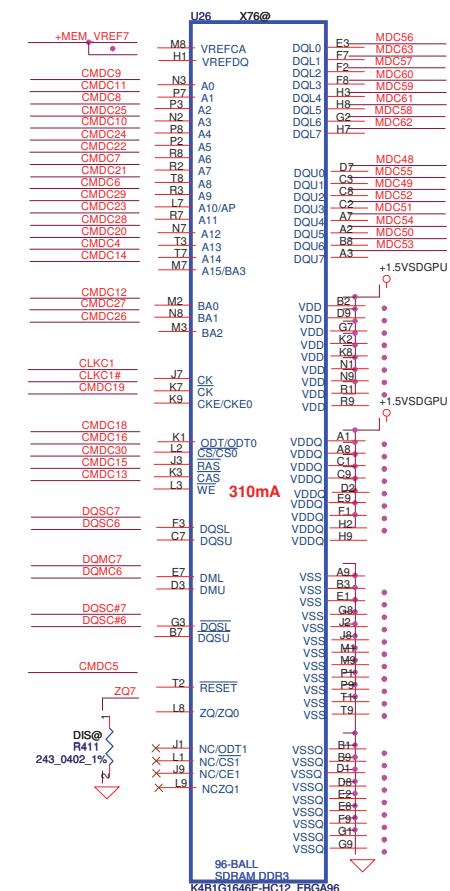 U26 X76@
+MEM_VREF7
M8 VREFCA
H1 VREFDQ
CMDC9
CMDC11
CMDC8
CMDC25
CMDC10
CMDC24
CMDC22
CMDC7
CMDC21
CMDC6
CMDC29
CMDC28
CMDC20
CMDC4
CMDC14
N3 A0
P7 A1
P3 A2
N2 A3
P8 A4
P2 A5
R8 A6
R2 A7
T8 A8
R3 A9
L7 A10/AP
R7 A11
N7 A12
T3 A13
T7 A14
M7 A15/BA3
CMDC12
CMDC27
CMDC26
M2 BA0
N8 BA1
M3 BA2
CLKC1
CLKC1#
CMDC19
J7 CK
K7 CK
K9 CKE/CKE0
CMDC18
CMDC16
CMDC30
CMDC15
CMDC13
K1 ODT/ODT0
L2 CS/CS0
J3 RAS
K3 CAS
L3 WE
310mA
DQSC7
DQSC6
F3 DQSL
C7 DQSU
DQMC7
DQMC6
E7 DML
D3 DMU
DQSC#7
DQSC#6
G3 DQSL
B7 DQSU
CMDC5
T2 RESET
ZQ7
L8 ZQ/ZQ0
1
DIS@
R411
243_0402_1%
2
J1 NC/ODT1
L1 NC/CS1
J9 NC/CE1
L9 NCZQ1
DQL0 E3 MDC56
DQL1 F7 MDC63
DQL2 F2 MDC57
DQL3 F8 MDC60
DQL4 H3 MDC59
DQL5 H8 MDC61
DQL6 G2 MDC58
DQL7 H7 MDC62
DQU0 D7 MDC48
DQU1 C3 MDC55
DQU2 C8 MDC49
DQU3 C2 MDC52
DQU4 A7 MDC51
DQU5 A2 MDC54
DQU6 B8 MDC50
DQU7 A3 MDC53
+1.5VSDGPU
VDD B2
VDD D9
VDD G7
VDD K2
VDD K8
VDD N1
VDD N9
VDD R1
VDD R9
+1.5VSDGPU
VDDQ A1
VDDQ A8
VDDQ C1
VDDQ C9
VDDQ D2
VDDQ E9
VDDQ F1
VDDQ H2
VDDQ H9
VSS A9
VSS B3
VSS E1
VSS G8
VSS J2
VSS J8
VSS M1
VSS M9
VSS P1
VSS P9
VSS T1
VSS T9
VSSQ B1
VSSQ B9
VSSQ D1
VSSQ D8
VSSQ E2
VSSQ E8
VSSQ F9
VSSQ G1
VSSQ G9
96-BALL
SDRAM DDR3
K4B1G1646E-HC12_FBGA96